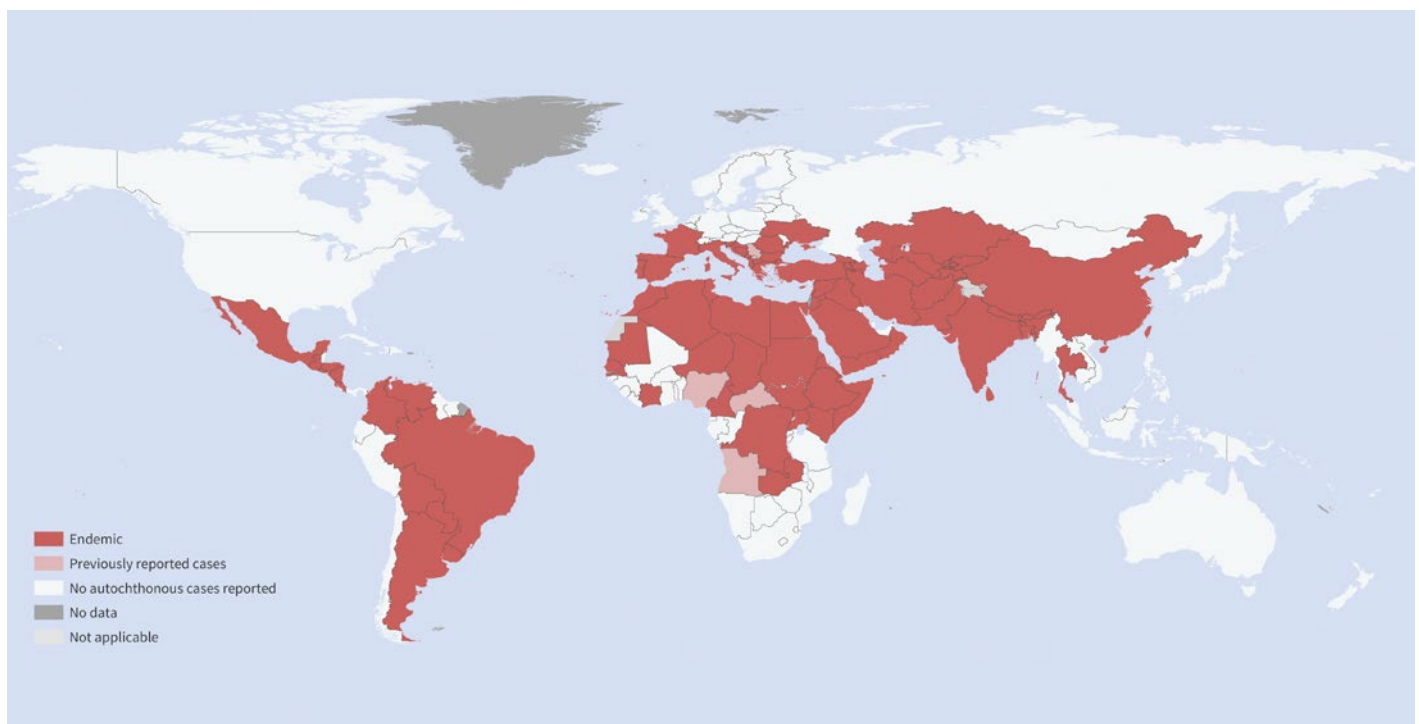 Endemic
Previously reported cases
No autochthonous cases reported
No data
Not applicable